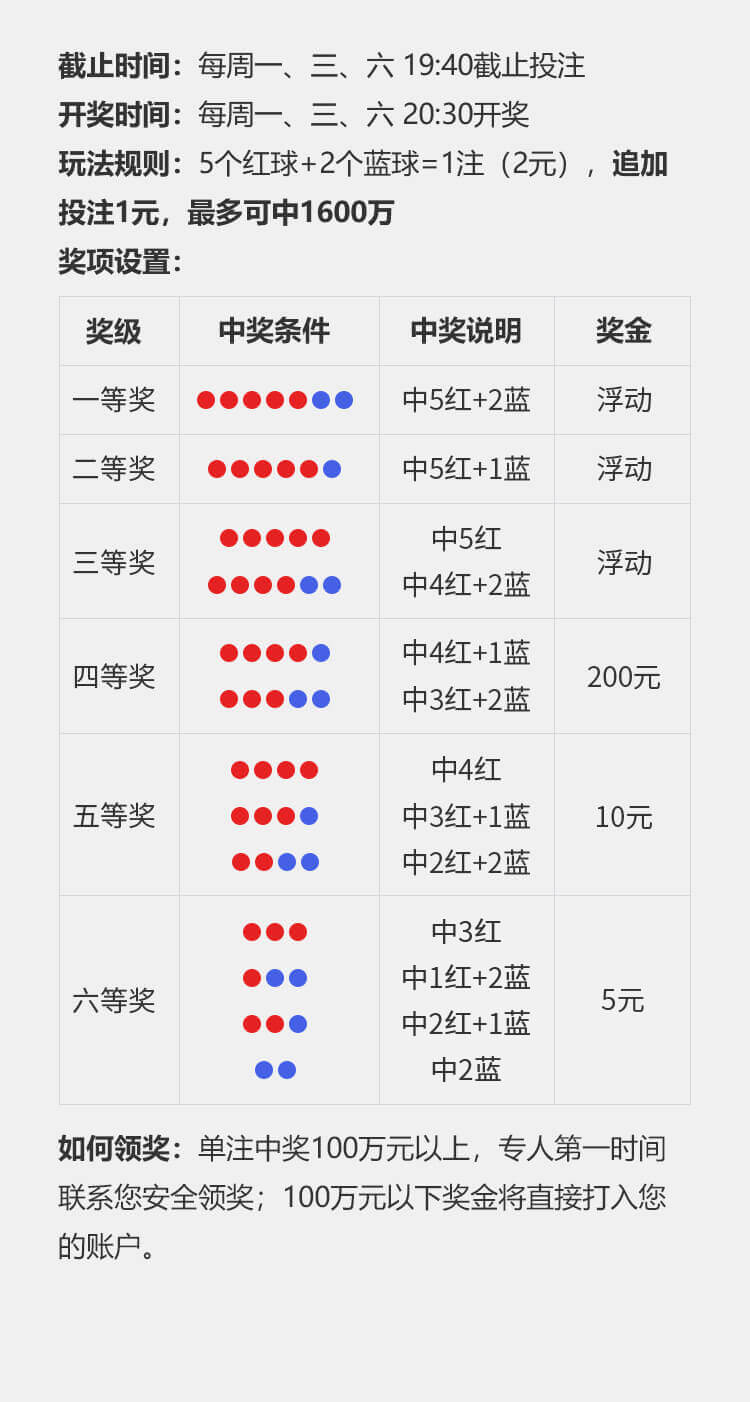 截止时间：每周一、三、六 19:40截止投注
开奖时间：每周一、三、六 20:30开奖
玩法规则：5个红球+2个蓝球=1注（2元），追加
投注1元，最多可中1600万
奖项设置：
奖级 中奖条件 中奖说明 奖金
一等奖 中5红+2蓝 浮动
二等奖 中5红+1蓝 浮动
三等奖 中5红 浮动
中4红+2蓝
四等奖 中4红+1蓝 200元
中3红+2蓝
五等奖 中4红 10元
中3红+1蓝
中2红+2蓝
六等奖 中3红 5元
中1红+2蓝
中2红+1蓝
中2蓝
如何领奖：单注中奖100万元以上，专人第一时间
联系您安全领奖；100万元以下奖金将直接打入您
的账户。